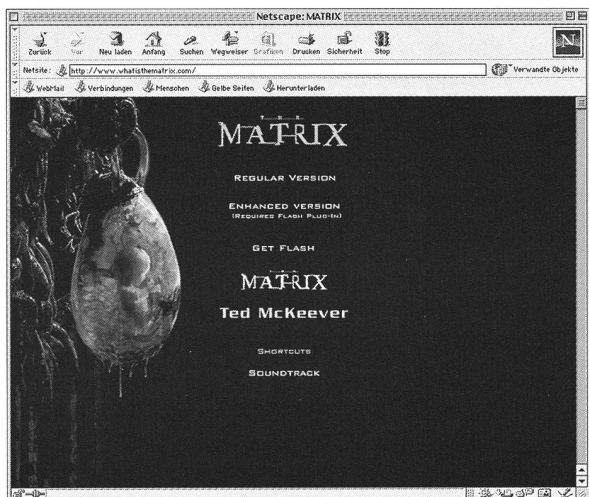 Netscape: MATRIX
Zurück Vor Neu laden Anfang Suchen Wegweiser Grafiken Drucken Sicherheit Stop
N
Netsite: http://www.whatisthematrix.com/ Verwandte Objekte
WebMail Verbindungen Menschen Gelbe Seiten Herunterladen
THE
MATRIX
REGULAR VERSION
ENHANCED VERSION
(REQUIRES FLASH PLUG-IN)
GET FLASH
MATRIX
Ted McKeever
SHORTCUTS
SOUNDTRACK